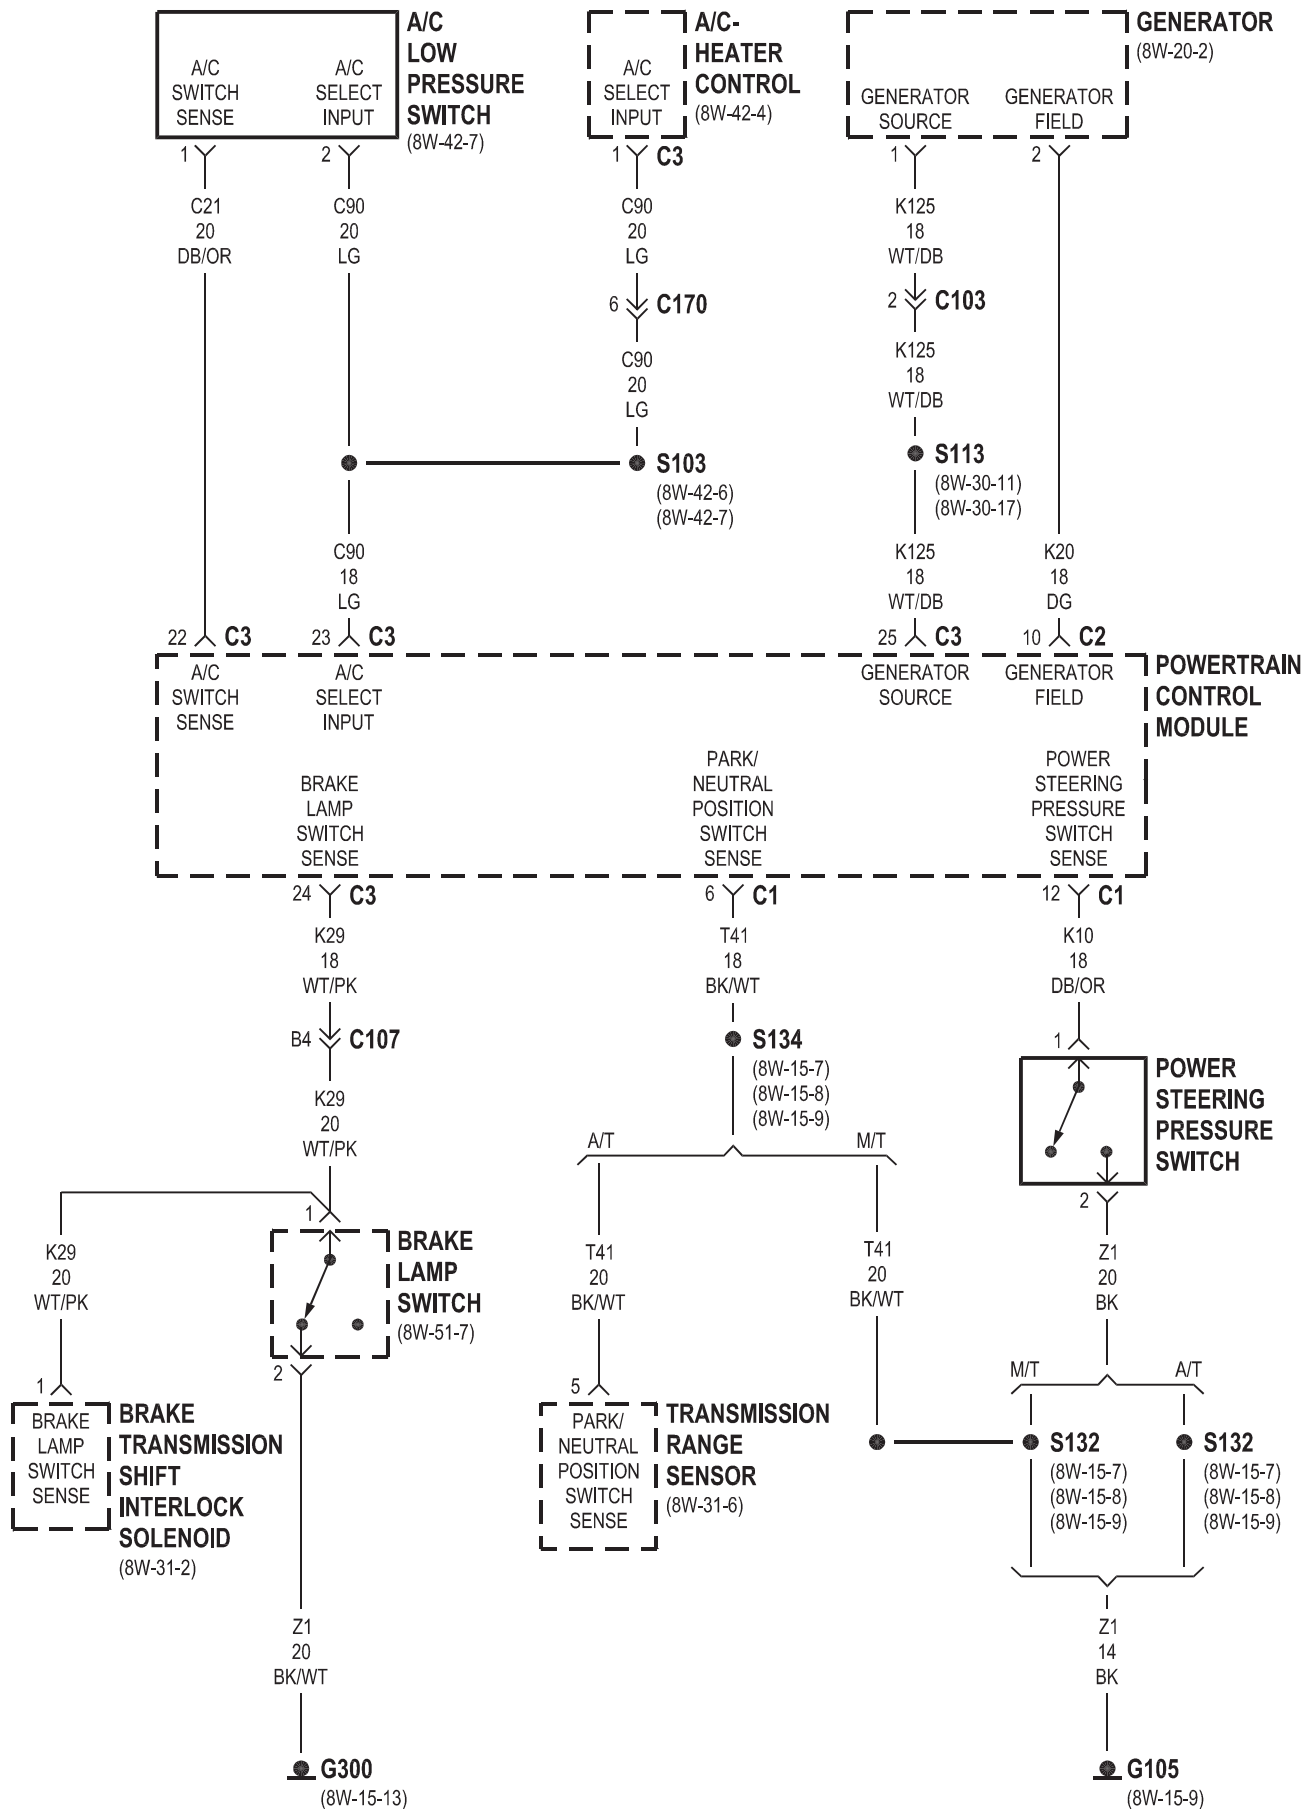 A/C
LOW
PRESSURE
SWITCH
(8W-42-7)
A/C
SWITCH
SENSE
A/C
SELECT
INPUT
A/C-
HEATER
CONTROL
(8W-42-4)
A/C
SELECT
INPUT
GENERATOR
(8W-20-2)
GENERATOR
SOURCE
GENERATOR
FIELD
1
2
1 C3
1
2
C21
20
DB/OR
C90
20
LG
C90
20
LG
K125
18
WT/DB
6 C170
2 C103
C90
20
LG
K125
18
WT/DB
S103
(8W-42-6)
(8W-42-7)
S113
(8W-30-11)
(8W-30-17)
C90
18
LG
K125
18
WT/DB
K20
18
DG
22 C3
23 C3
25 C3
10 C2
A/C
SWITCH
SENSE
A/C
SELECT
INPUT
GENERATOR
SOURCE
GENERATOR
FIELD
POWERTRAIN
CONTROL
MODULE
BRAKE
LAMP
SWITCH
SENSE
PARK/
NEUTRAL
POSITION
SWITCH
SENSE
POWER
STEERING
PRESSURE
SWITCH
SENSE
24 C3
6 C1
12 C1
K29
18
WT/PK
T41
18
BK/WT
K10
18
DB/OR
B4 C107
S134
(8W-15-7)
(8W-15-8)
(8W-15-9)
1
POWER
STEERING
PRESSURE
SWITCH
K29
20
WT/PK
A/T
M/T
2
1
BRAKE
LAMP
SWITCH
(8W-51-7)
K29
20
WT/PK
T41
20
BK/WT
T41
20
BK/WT
Z1
20
BK
2
M/T
A/T
1
5
BRAKE
LAMP
SWITCH
SENSE
BRAKE
TRANSMISSION
SHIFT
INTERLOCK
SOLENOID
(8W-31-2)
PARK/
NEUTRAL
POSITION
SWITCH
SENSE
TRANSMISSION
RANGE
SENSOR
(8W-31-6)
S132
(8W-15-7)
(8W-15-8)
(8W-15-9)
S132
(8W-15-7)
(8W-15-8)
(8W-15-9)
Z1
20
BK/WT
Z1
14
BK
G300
(8W-15-13)
G105
(8W-15-9)